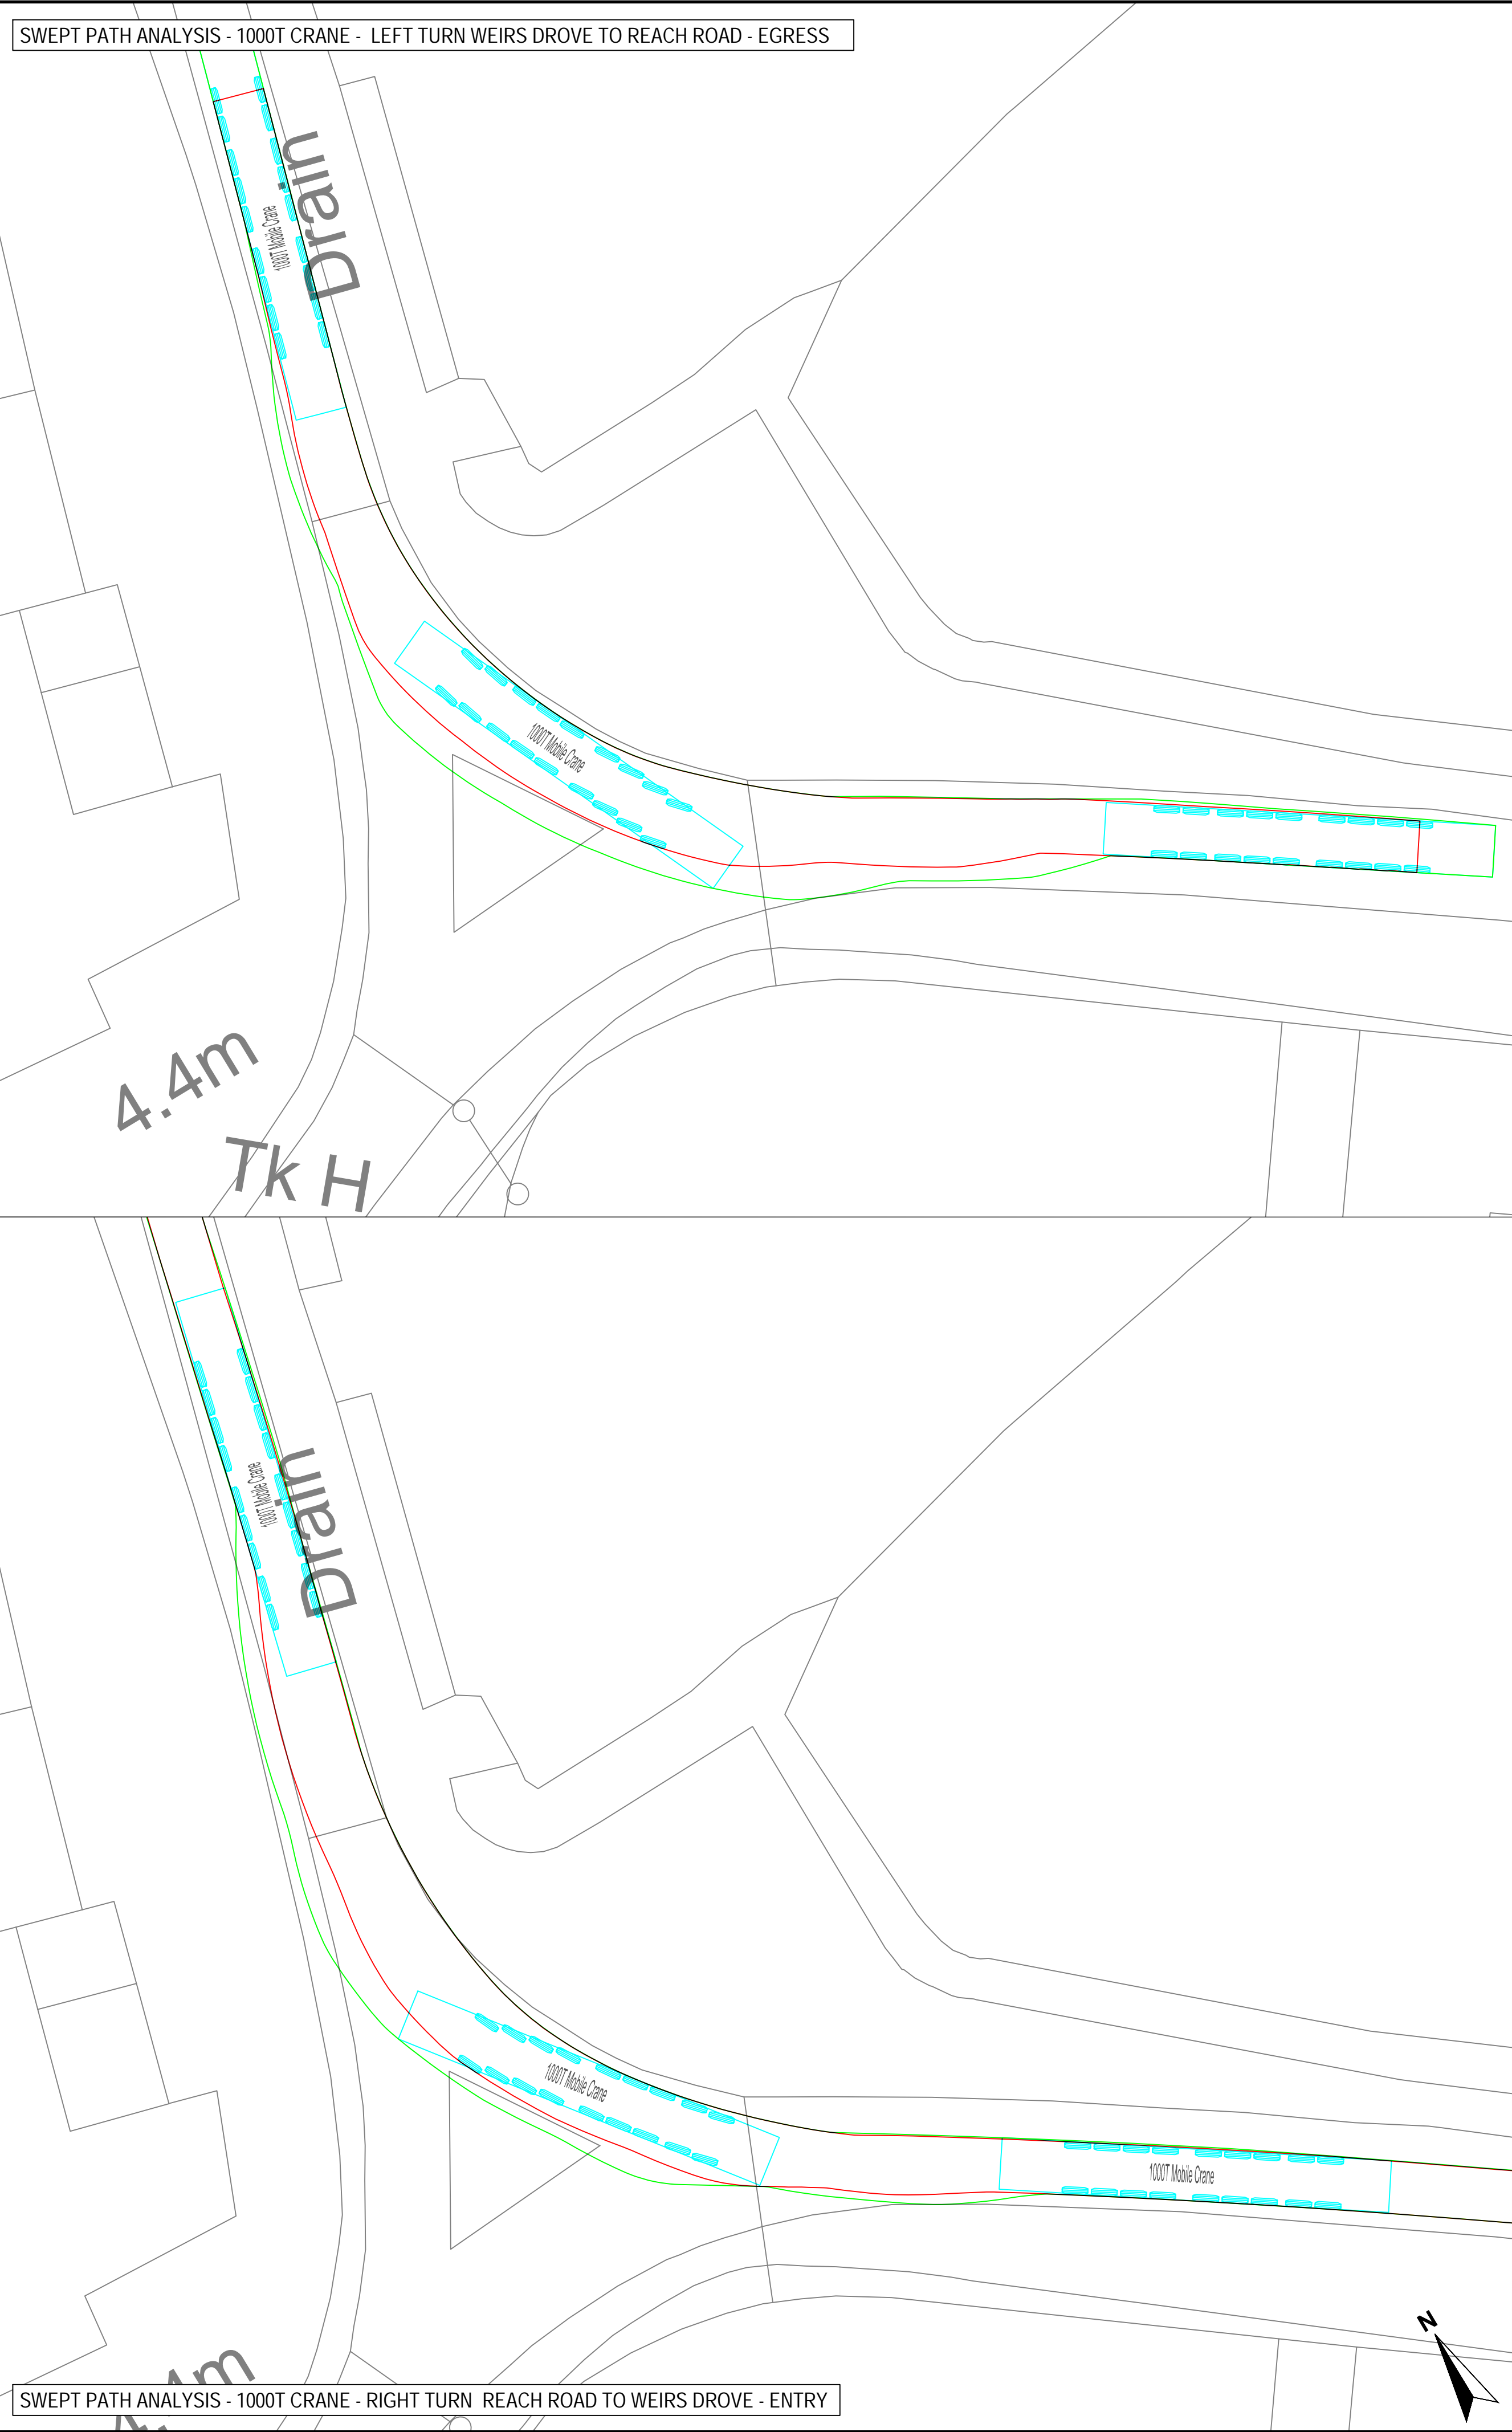 SWEPT PATH ANALYSIS - 1000T CRANE - LEFT TURN WEIRS DROVE TO REACH ROAD - EGRESS
Drain
1000T Mobile Crane
1000T Mobile Crane
4.4m
Tk H
1000T Mobile Crane
Drain
1000T Mobile Crane
1000T Mobile Crane
N
4.4m
SWEPT PATH ANALYSIS - 1000T CRANE - RIGHT TURN REACH ROAD TO WEIRS DROVE - ENTRY